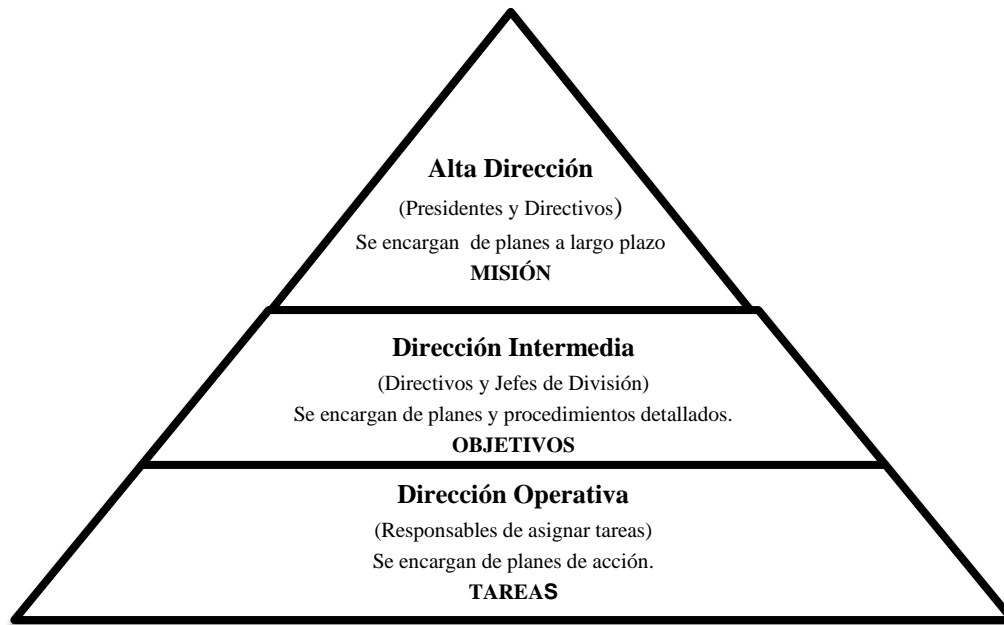 Alta Dirección
(Presidentes y Directivos)
Se encargan de planes a largo plazo
MISIÓN
Dirección Intermedia
(Directivos y Jefes de División)
Se encargan de planes y procedimientos detallados.
OBJETIVOS
Dirección Operativa
(Responsables de asignar tareas)
Se encargan de planes de acción.
TAREAS